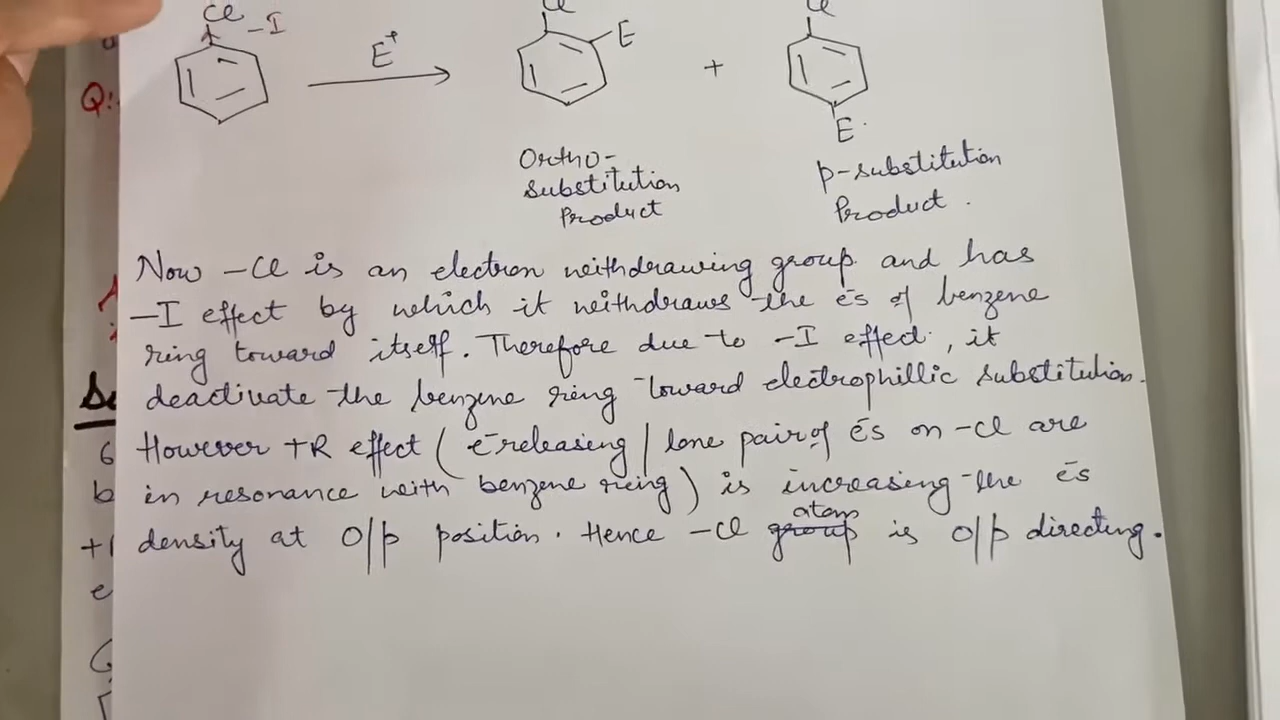 Cl
-I
E+
Cl
E
+
Cl
E
Ortho-
Substitution
Product
p-substitution
Product.
Now -Cl is an electron withdrawing group and has
-I effect by which it withdraws the e̅s of benzene
ring toward itself. Therefore due to -I effect, it
deactivate the benzene ring toward electrophillic substitution.
However +R effect (e̅ releasing / lone pair of e̅s on -Cl are
in resonance with benzene ring) is increasing the e̅s
density at o/p position. Hence -Cl atom is o/p directing.
Q:
6
b
+
e